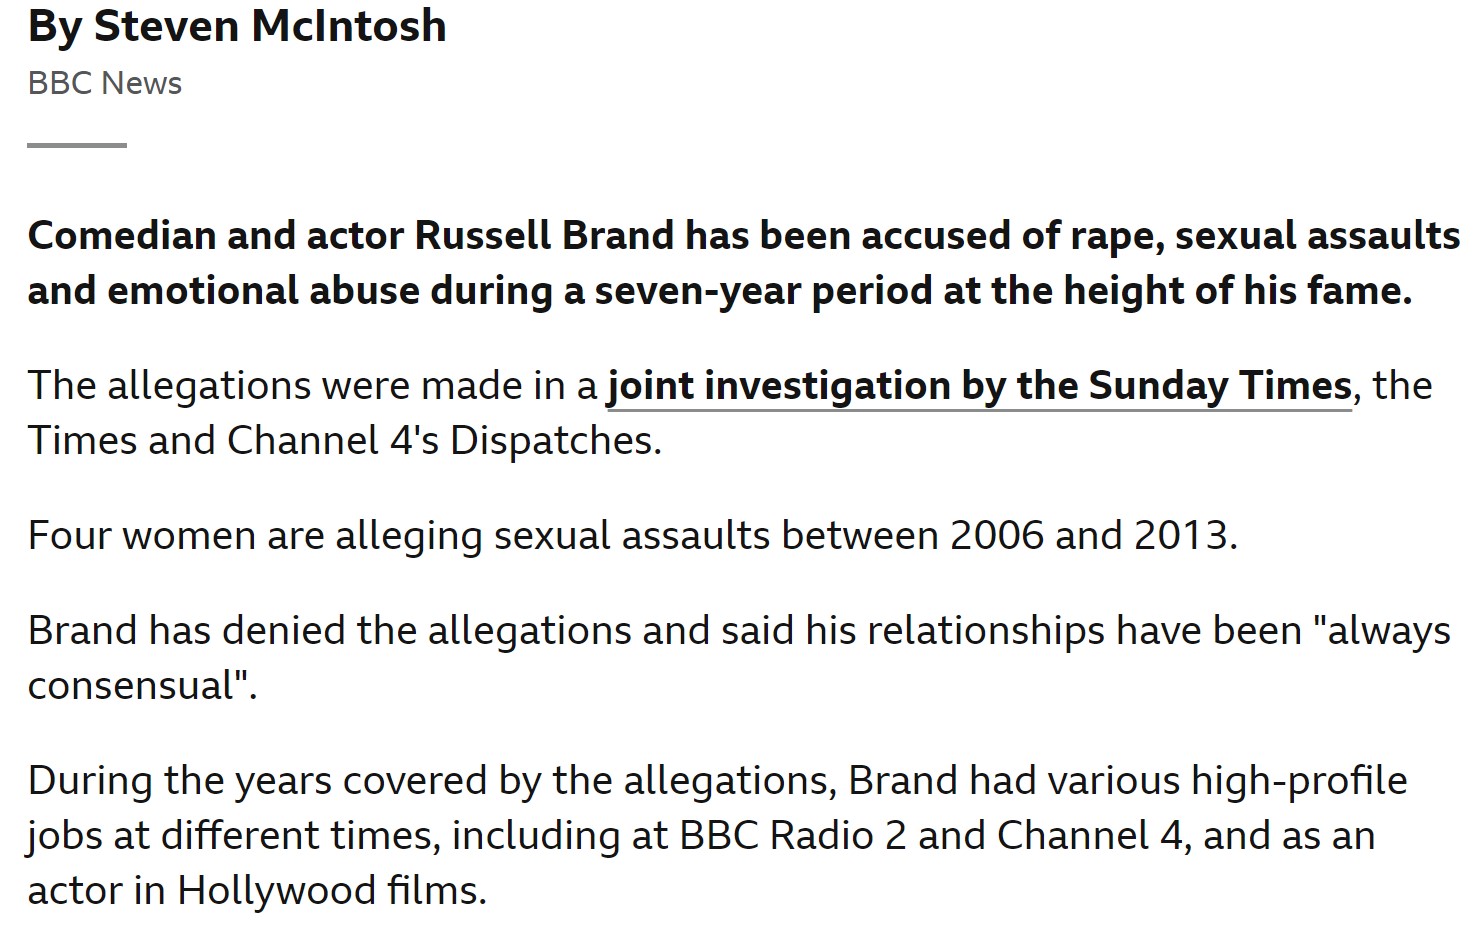 By Steven McIntosh
BBC News
Comedian and actor Russell Brand has been accused of rape, sexual assaults
and emotional abuse during a seven-year period at the height of his fame.
The allegations were made in a joint investigation by the Sunday Times, the
Times and Channel 4's Dispatches.
Four women are alleging sexual assaults between 2006 and 2013.
Brand has denied the allegations and said his relationships have been "always
consensual".
During the years covered by the allegations, Brand had various high-profile
jobs at different times, including at BBC Radio 2 and Channel 4, and as an
actor in Hollywood films.